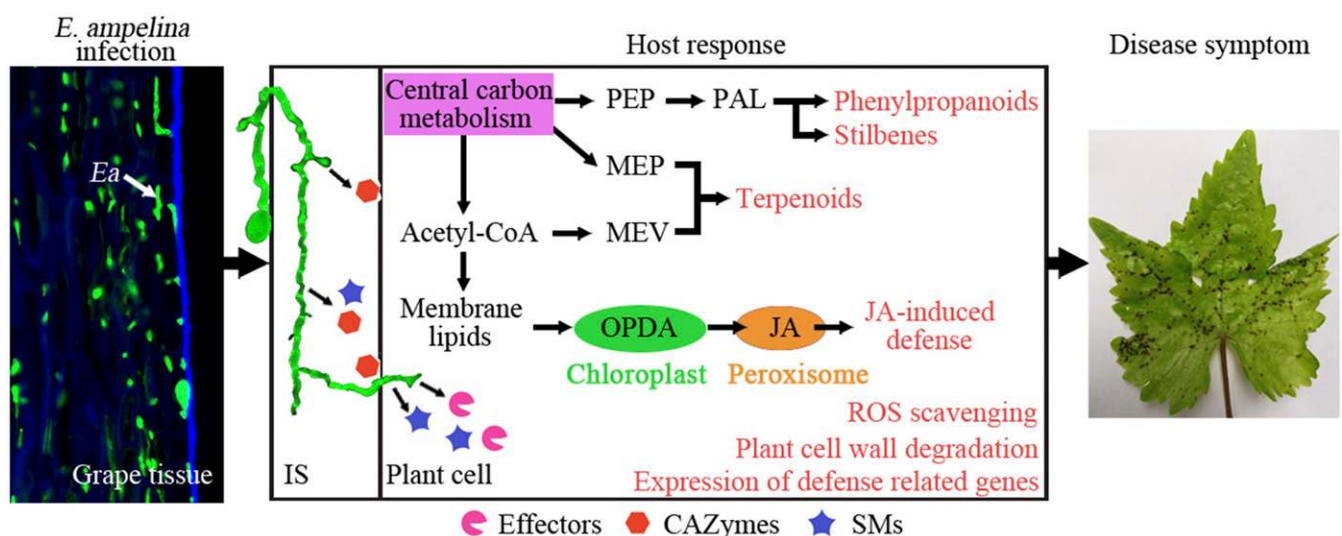 E. ampelina
infection
Host response
Disease symptom
Ea
Grape tissue
IS
Plant cell
Central carbon
metabolism
PEP
PAL
Phenylpropanoids
Stilbenes
MEP
Terpenoids
Acetyl-CoA
MEV
Membrane
lipids
OPDA
JA
JA-induced
defense
Chloroplast
Peroxisome
ROS scavenging
Plant cell wall degradation
Expression of defense related genes
Effectors
CAZymes
SMs